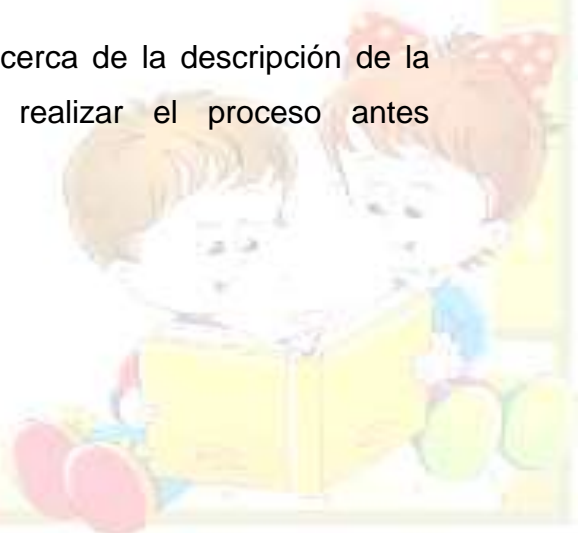 cerca de la descripción de la
realizar el proceso antes